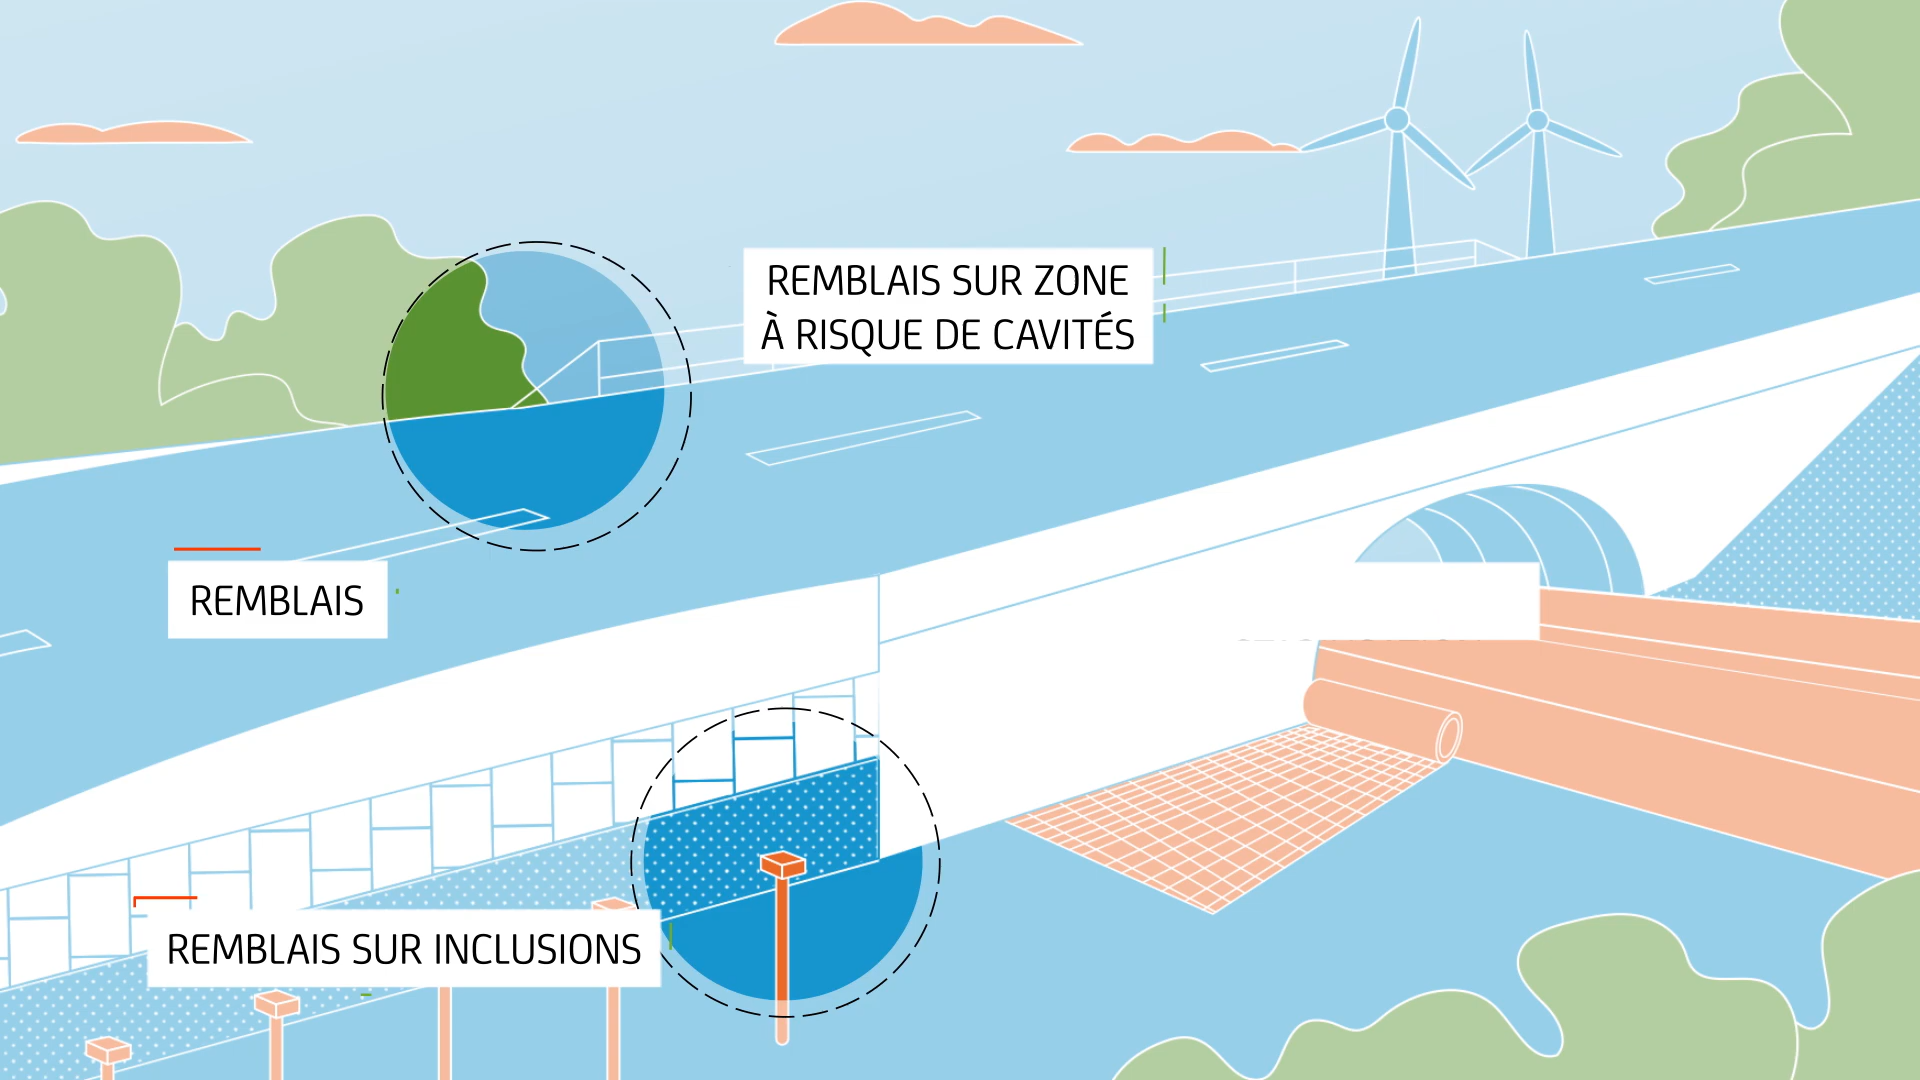 REMBLAIS SUR ZONE
À RISQUE DE CAVITÉS
REMBLAIS
REMBLAIS SUR INCLUSIONS